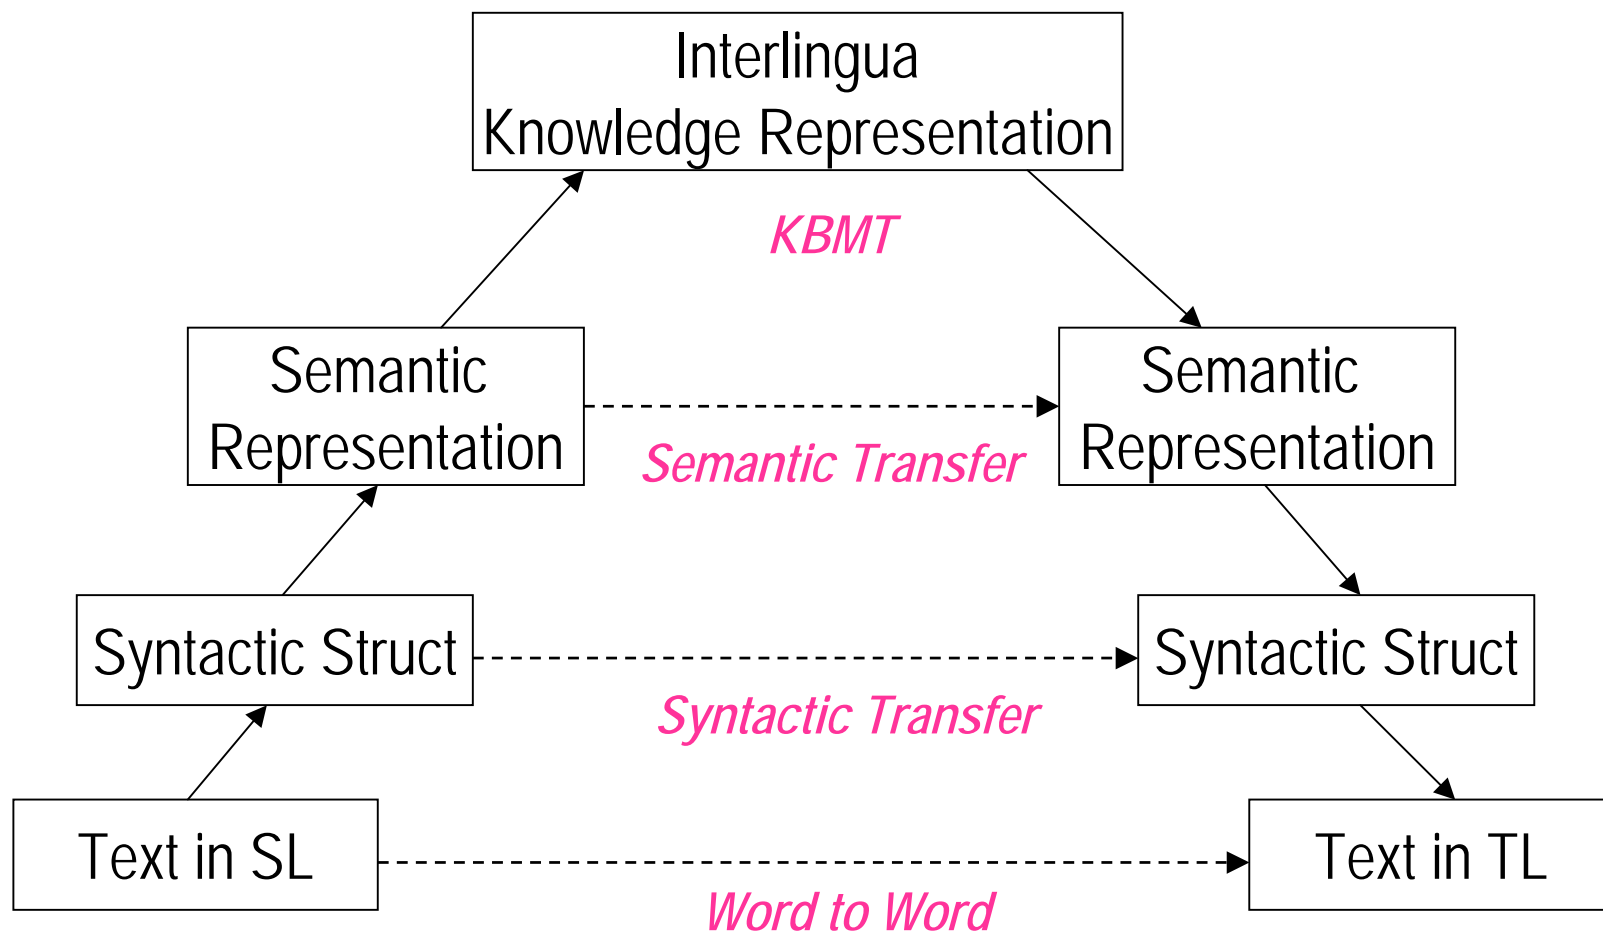 Interlingua
Knowledge Representation
KBMT
Semantic
Representation
Semantic
Representation
Semantic Transfer
Syntactic Struct
Syntactic Struct
Syntactic Transfer
Text in SL
Text in TL
Word to Word